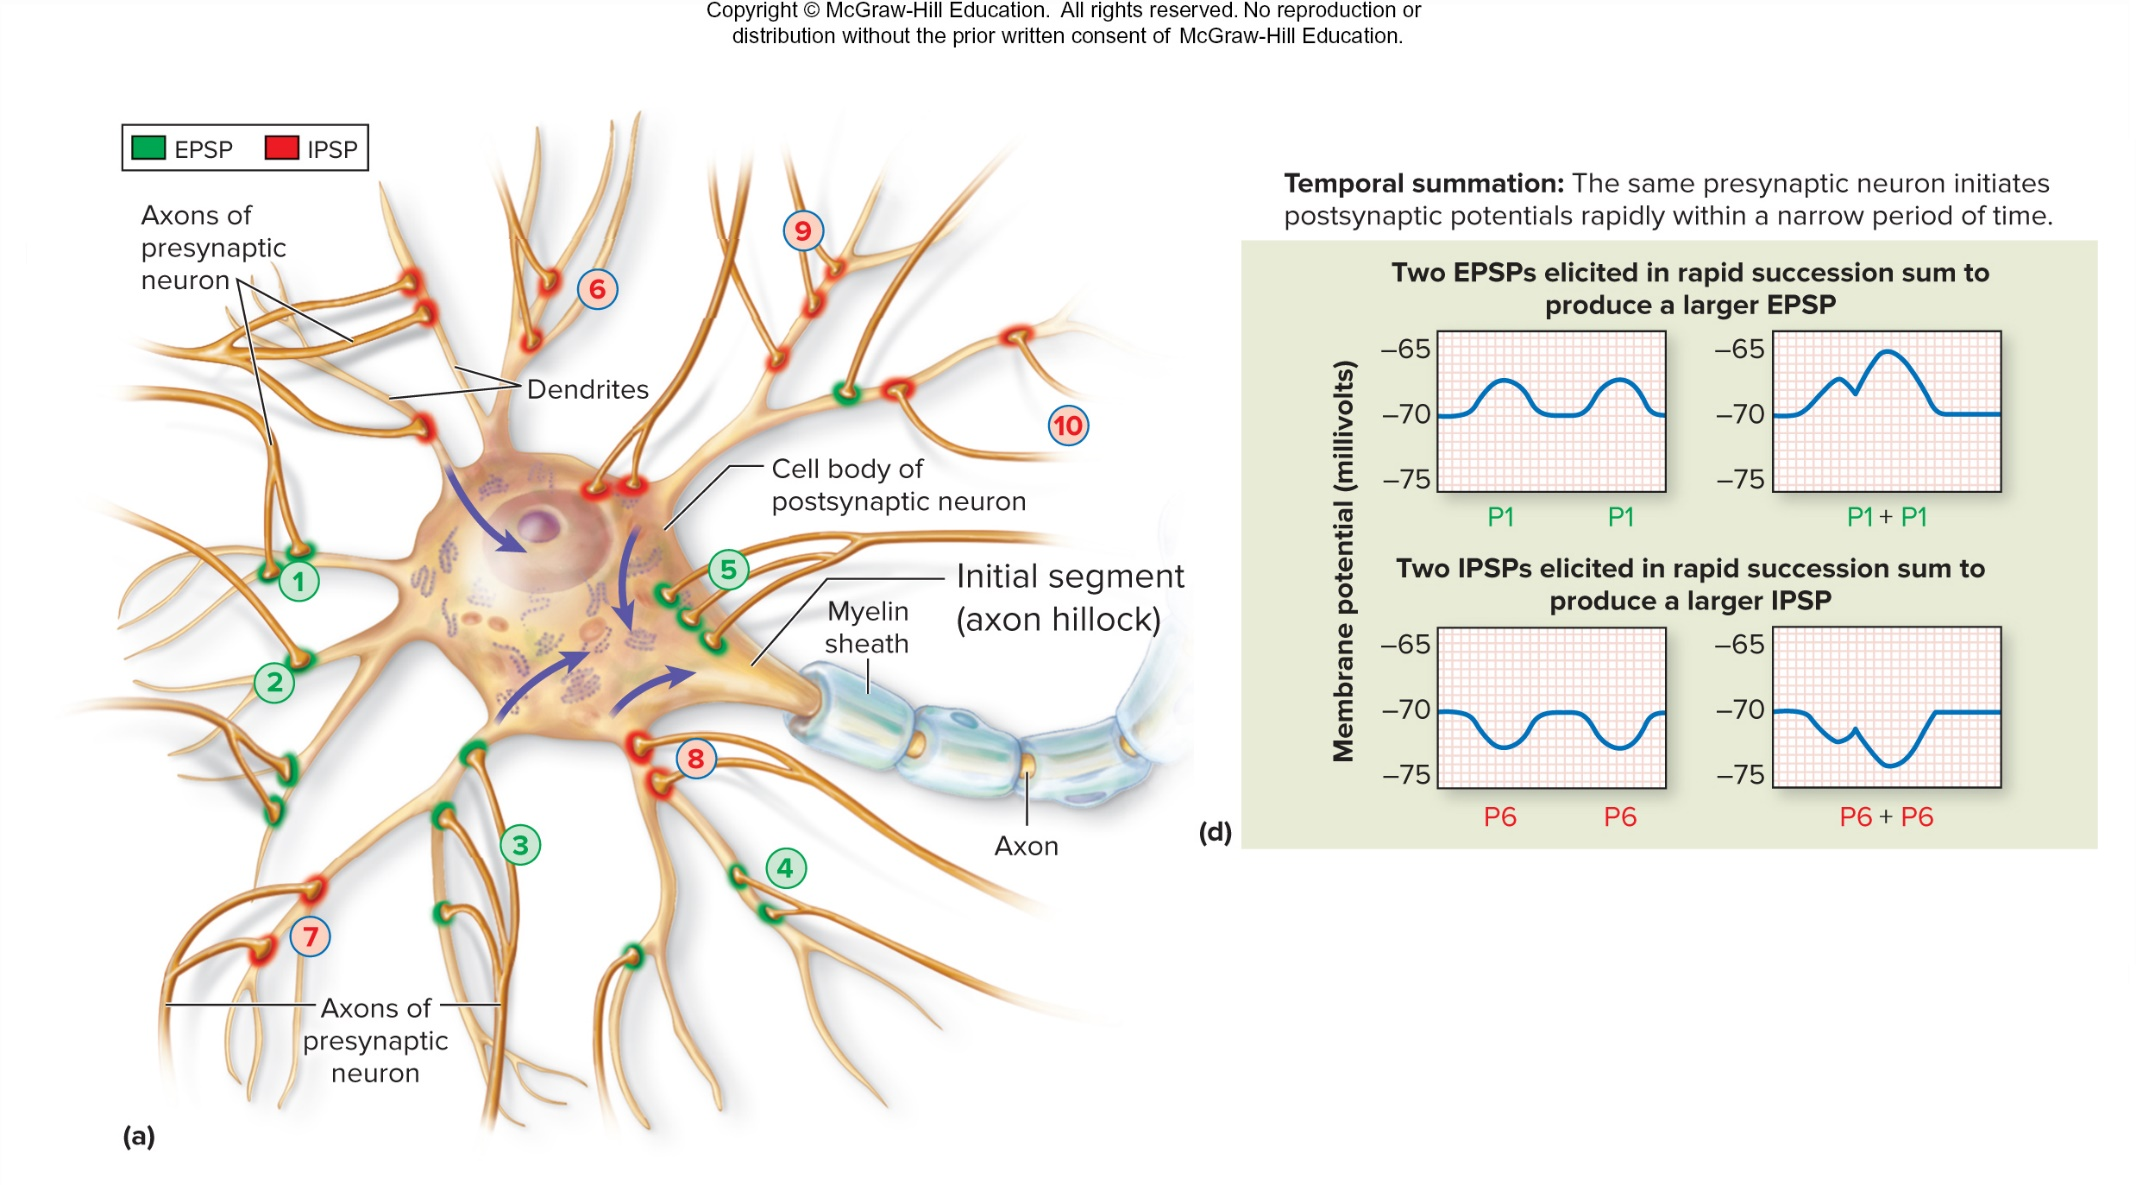 Copyright © McGraw-Hill Education. All rights reserved. No reproduction or
distribution without the prior written consent of McGraw-Hill Education.
EPSP IPSP
Axons of
presynaptic
neuron
6
9
Dendrites
10
Cell body of
postsynaptic neuron
1
5
Initial segment
(axon hillock)
Myelin
sheath
2
8
3
4
Axon
7
Axons of
presynaptic
neuron
(a)
Temporal summation: The same presynaptic neuron initiates
postsynaptic potentials rapidly within a narrow period of time.
Two EPSPs elicited in rapid succession sum to
produce a larger EPSP
Membrane potential (millivolts)
–65
–70
–75
P1 P1
–65
–70
–75
P1 + P1
Two IPSPs elicited in rapid succession sum to
produce a larger IPSP
–65
–70
–75
P6 P6
–65
–70
–75
P6 + P6
(d)